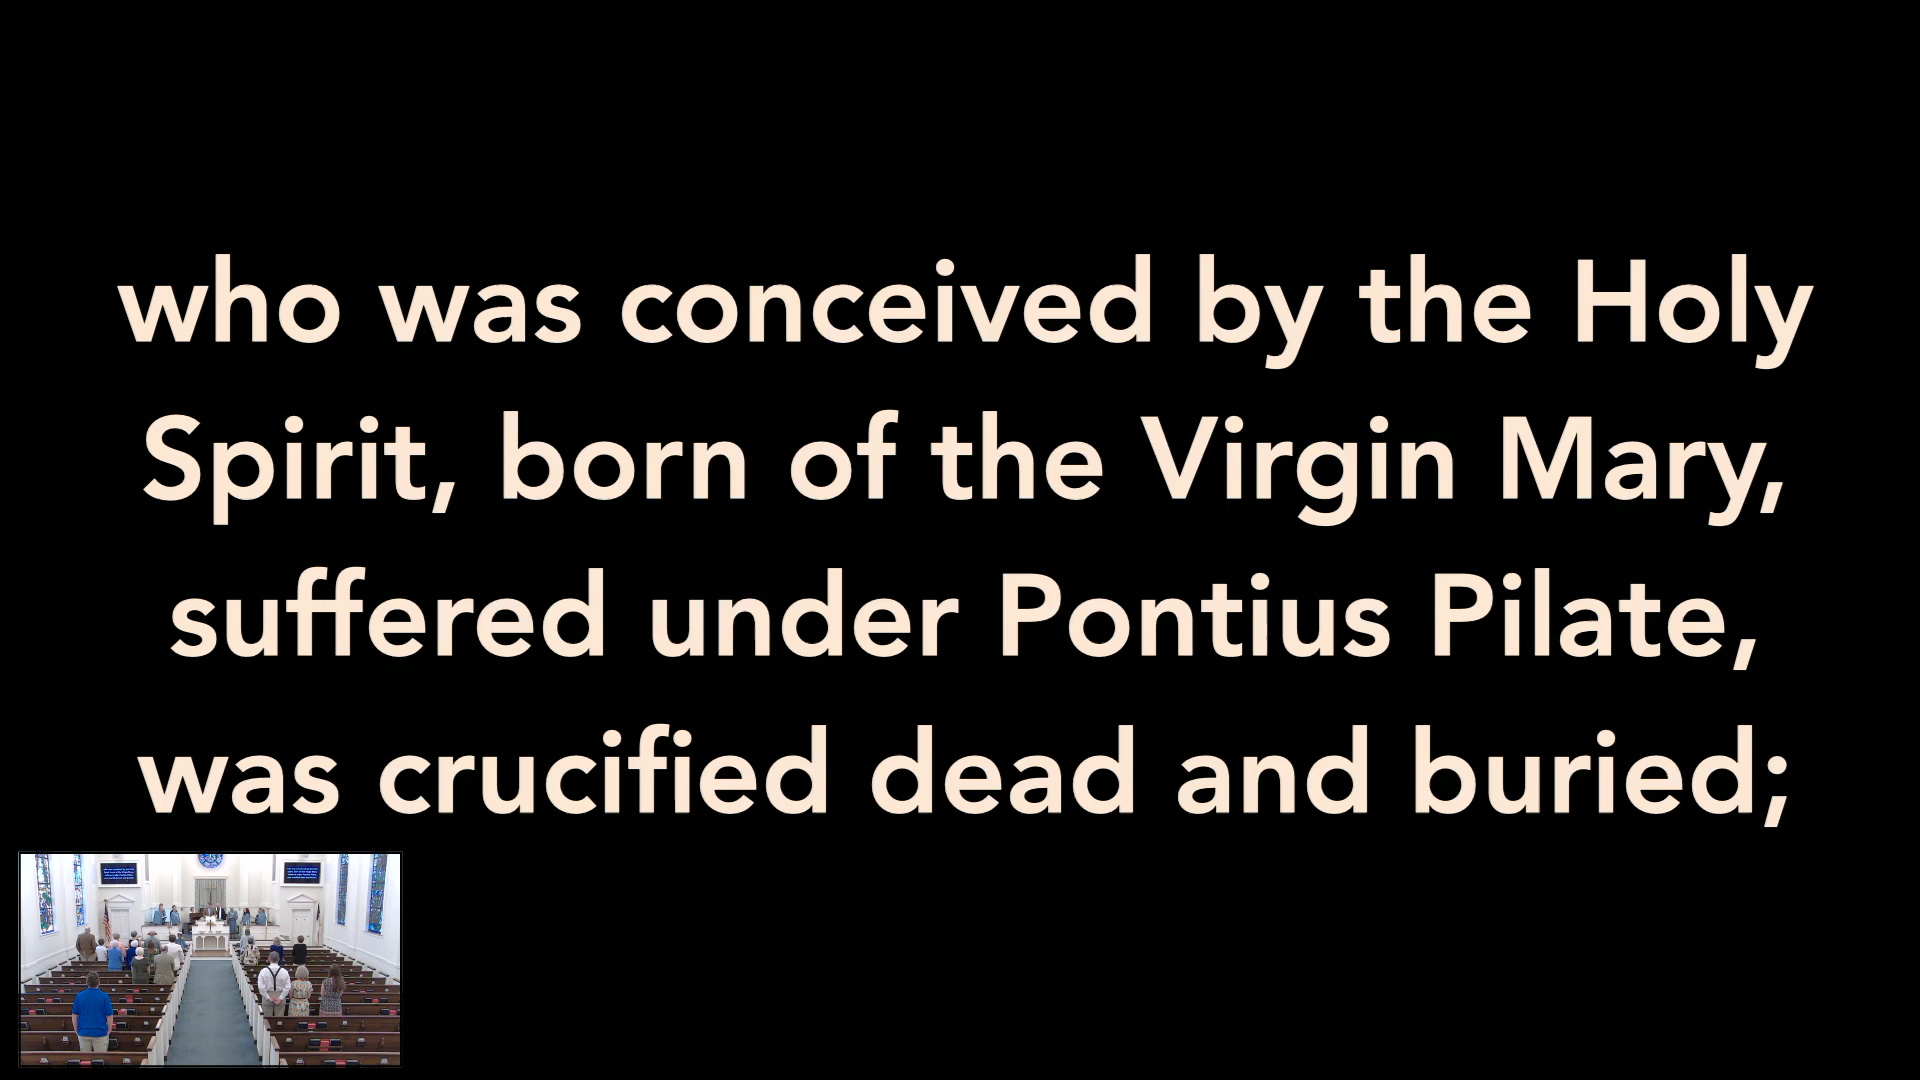 who was conceived by the Holy
Spirit, born of the Virgin Mary,
suffered under Pontius Pilate,
was crucified dead and buried;